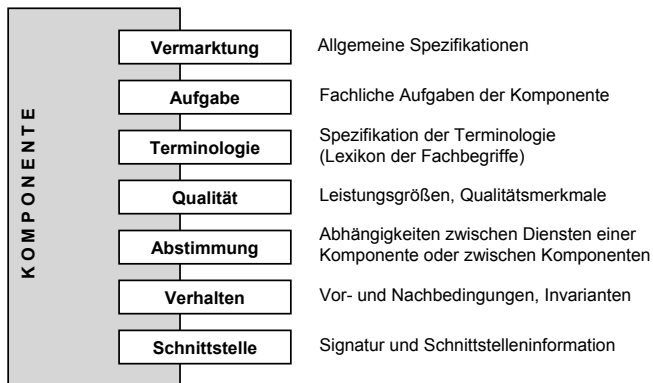 KOMPONENTE
Vermarktung
Allgemeine Spezifikationen
Aufgabe
Fachliche Aufgaben der Komponente
Terminologie
Spezifikation der Terminologie
(Lexikon der Fachbegriffe)
Qualität
Leistungsgrößen, Qualitätsmerkmale
Abstimmung
Abhängigkeiten zwischen Diensten einer
Komponente oder zwischen Komponenten
Verhalten
Vor- und Nachbedingungen, Invarianten
Schnittstelle
Signatur und Schnittstelleninformation